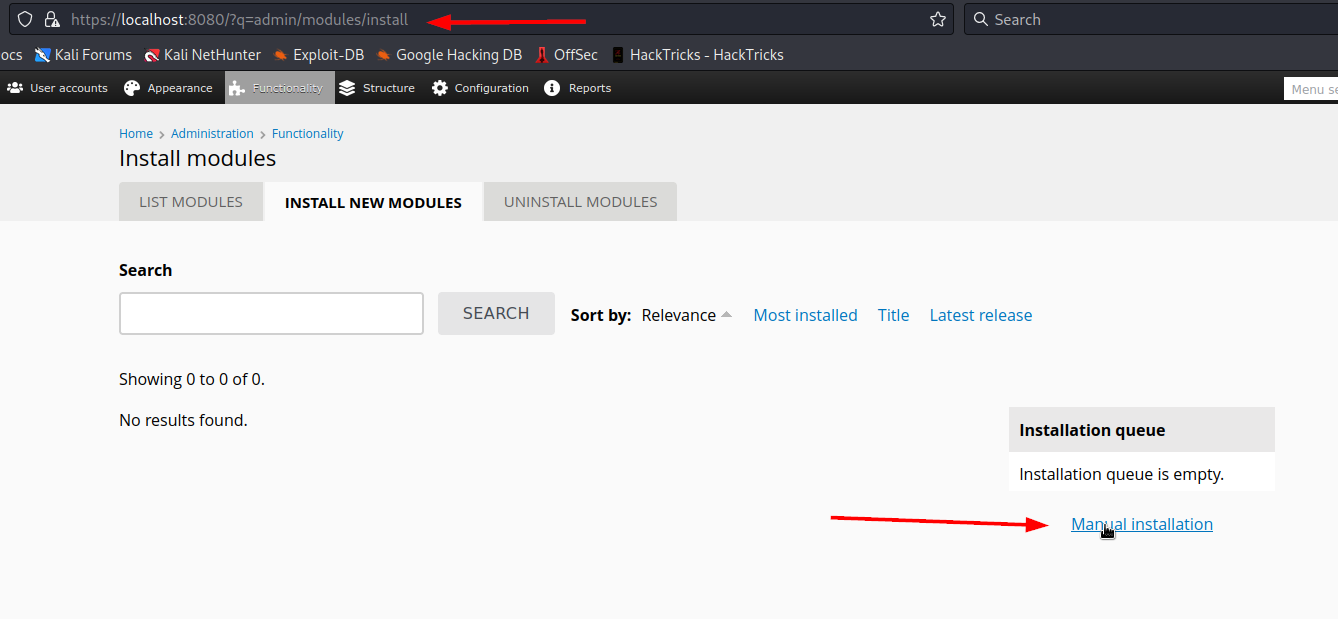 https://localhost:8080/?q=admin/modules/install Search
ocs Kali Forums Kali NetHunter Exploit-DB Google Hacking DB OffSec HackTricks - HackTricks
User accounts Appearance Functionality Structure Configuration Reports Menu se
Home > Administration > Functionality
Install modules
LIST MODULES INSTALL NEW MODULES UNINSTALL MODULES
Search
SEARCH Sort by: Relevance Most installed Title Latest release
Showing 0 to 0 of 0.
No results found.
Installation queue
Installation queue is empty.
Manual installation